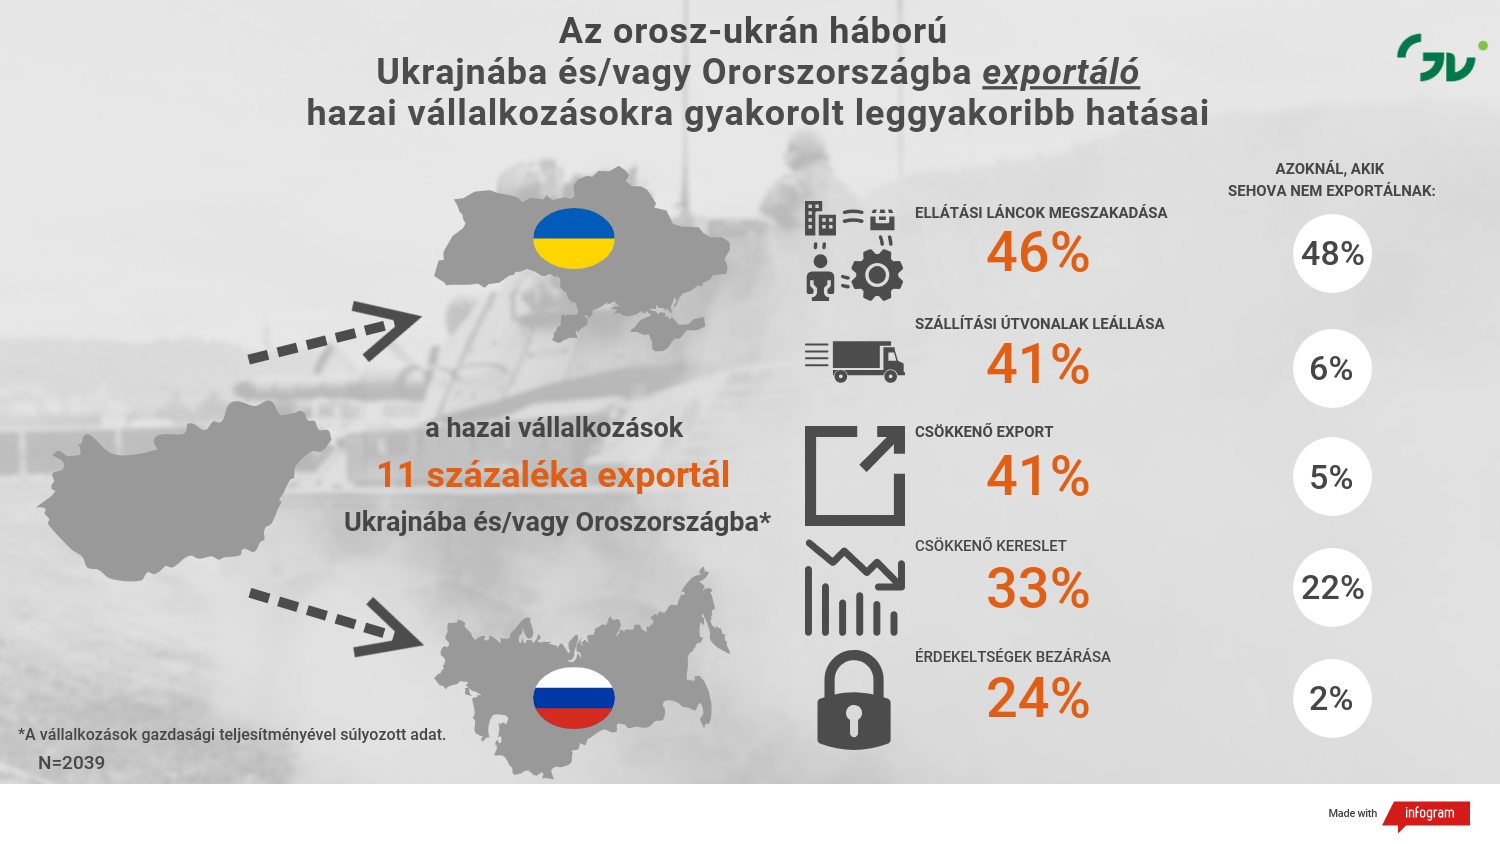 Az orosz-ukrán háború
Ukrajnába és/vagy Ororszországba exportáló
hazai vállalkozásokra gyakorolt leggyakoribb hatásai
a hazai vállalkozások
11 százaléka exportál
Ukrajnába és/vagy Oroszországba*
AZOKNÁL, AKIK
SEHOVA NEM EXPORTÁLNAK:
ELLÁTÁSI LÁNCOK MEGSZAKADÁSA
46%
48%
SZÁLLÍTÁSI ÚTVONALAK LEÁLLÁSA
41%
6%
CSÖKKENŐ EXPORT
41%
5%
CSÖKKENŐ KERESLET
33%
22%
ÉRDEKELTSÉGEK BEZÁRÁSA
24%
2%
*A vállalkozások gazdasági teljesítményével súlyozott adat.
N=2039
Made with infogram